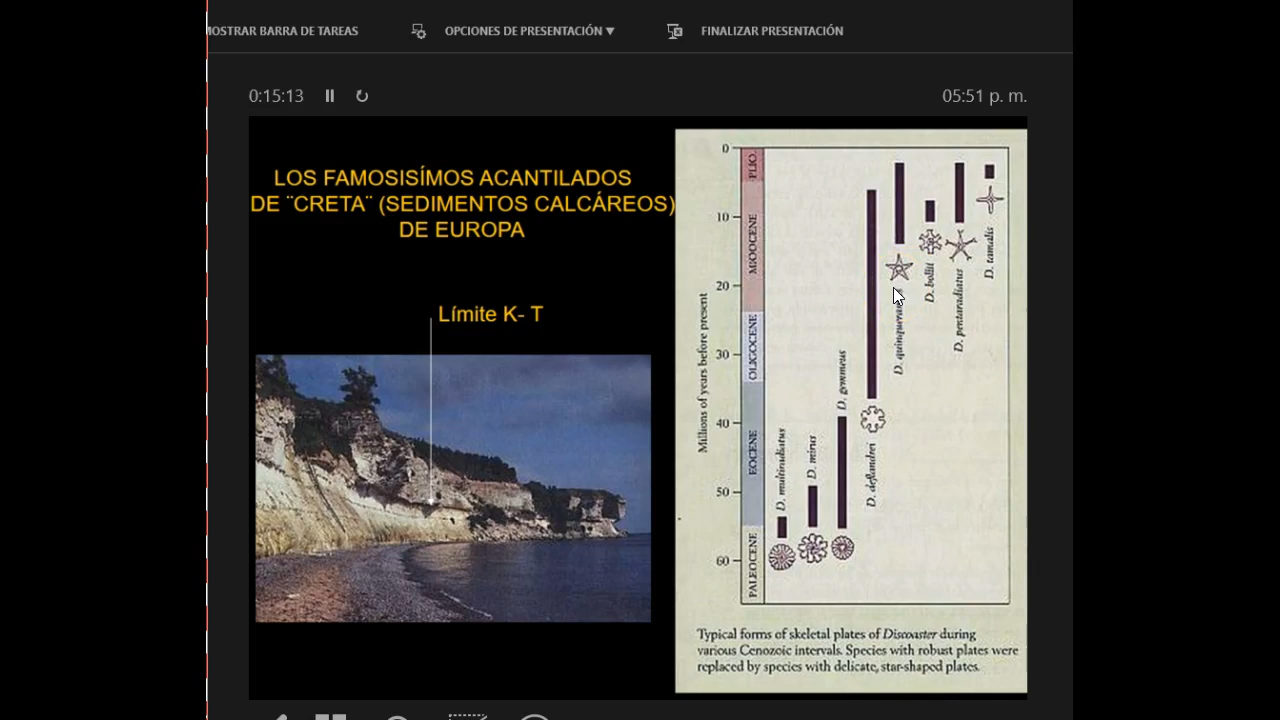 MOSTRAR BARRA DE TAREAS
OPCIONES DE PRESENTACIÓN ▼
FINALIZAR PRESENTACIÓN
0:15:13
05:51 p. m.
LOS FAMOSISÍMOS ACANTILADOS
DE ¨CRETA¨ (SEDIMENTOS CALCÁREOS)
DE EUROPA
Límite K- T
Millions of years before present
0
10
20
30
40
50
60
PLIO.
MIOCENE
OLIGOCENE
EOCENE
PALEOCENE
D. multiradiatus
D. mirus
D. gemmeus
D. deflandrei
D. bollii
D. pentaradiatus
D. tamalis
Typical forms of skeletal plates of Discoaster during
various Cenozoic intervals. Species with robust plates were
replaced by species with delicate, star-shaped plates.